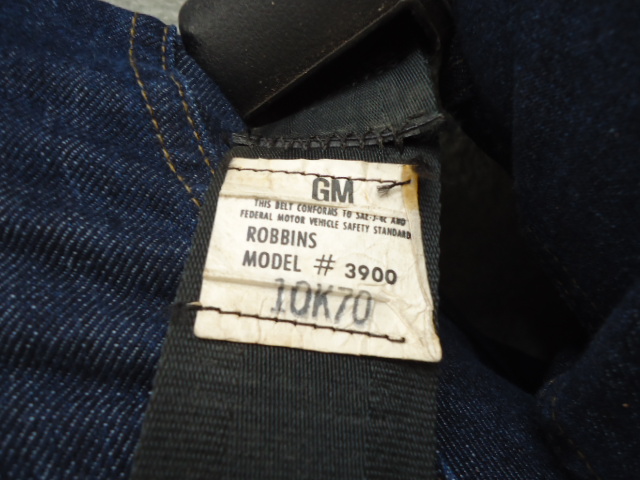 GM
THIS BELT CONFORMS TO SAE J-4C AND
FEDERAL MOTOR VEHICLE SAFETY STANDARD
ROBBINS
MODEL # 3900
10K70